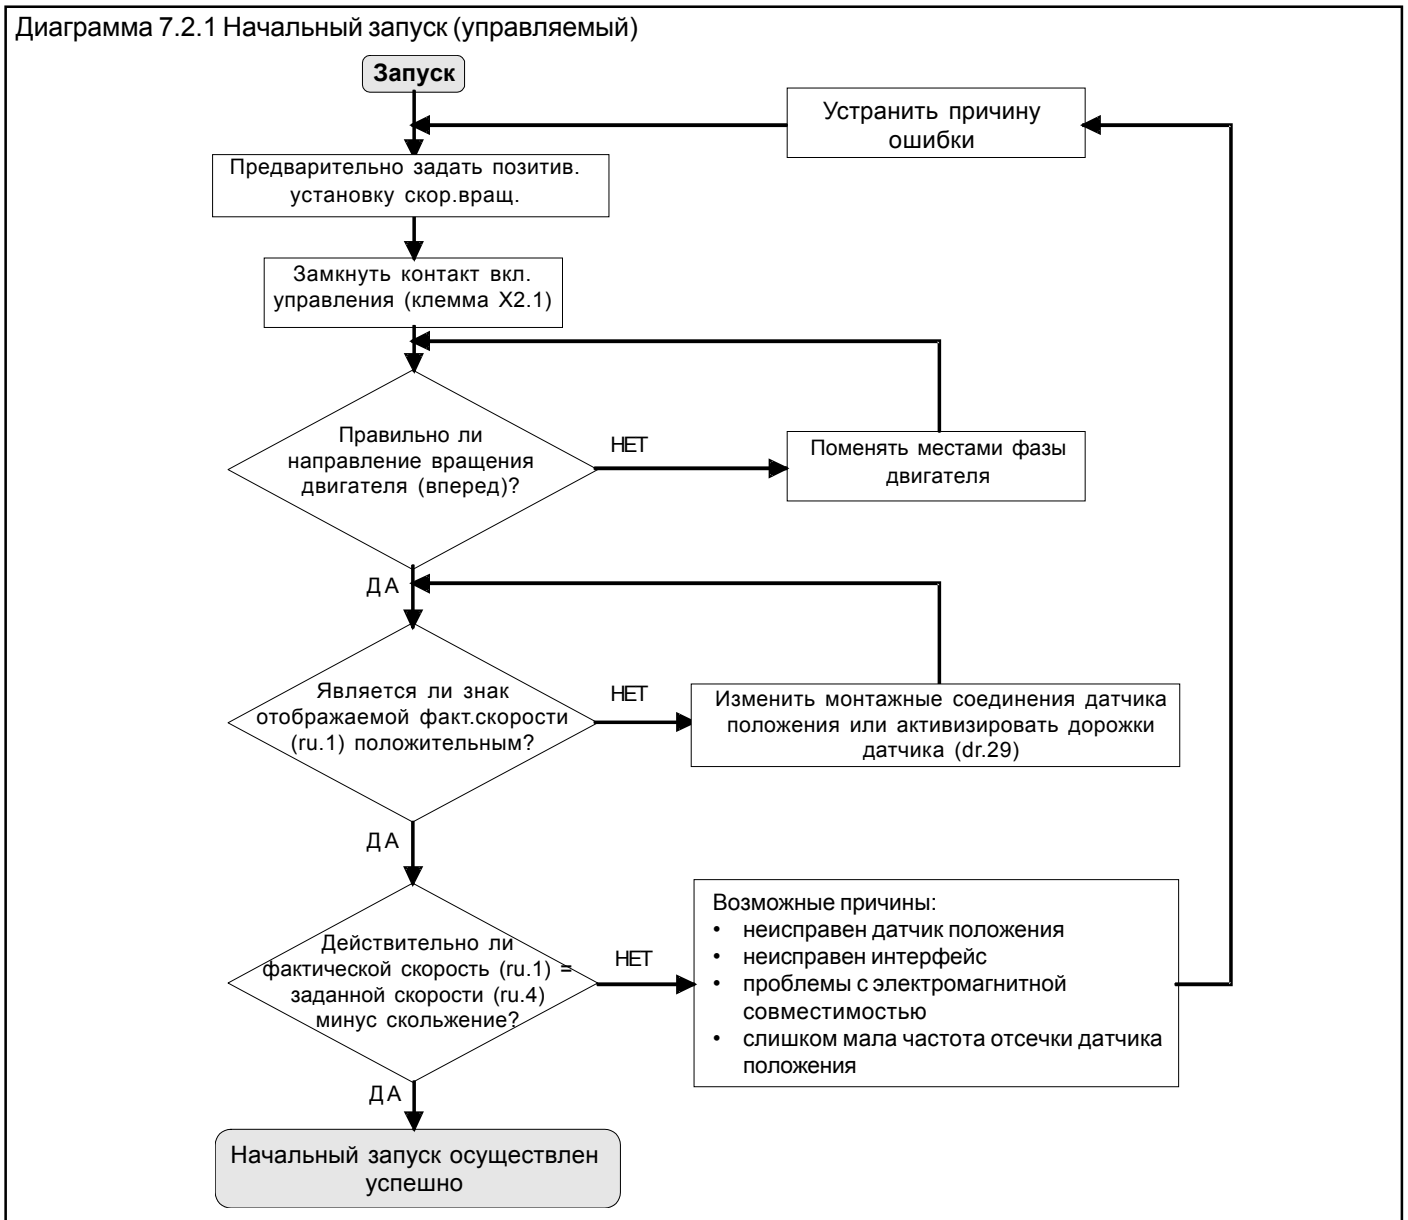 Диаграмма 7.2.1 Начальный запуск (управляемый)
Запуск
Устранить причину
ошибки
Предварительно задать позитив.
установку скор.вращ.
Замкнуть контакт вкл.
управления (клемма X2.1)
Правильно ли
направление вращения
двигателя (вперед)?
НЕТ
Поменять местами фазы
двигателя
ДА
Является ли знак
отображаемой факт.скорости
(ru.1) положительным?
НЕТ
Изменить монтажные соединения датчика
положения или активизировать дорожки
датчика (dr.29)
ДА
Действительно ли
фактической скорость (ru.1) =
заданной скорости (ru.4)
минус скольжение?
НЕТ
Возможные причины:
• неисправен датчик положения
• неисправен интерфейс
• проблемы с электромагнитной
совместимостью
• слишком мала частота отсечки датчика
положения
ДА
Начальный запуск осуществлен
успешно